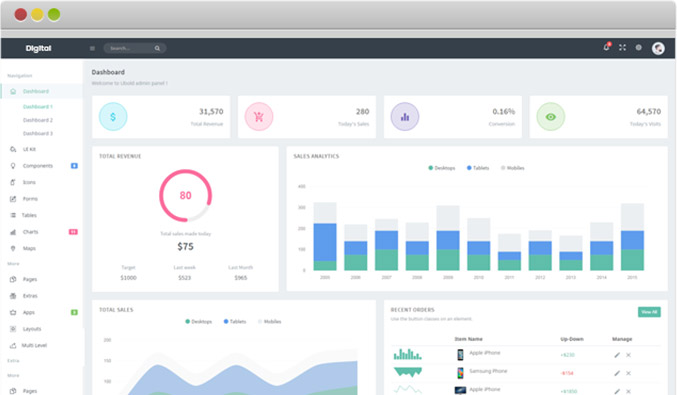 Digital
Search...
Navigation
Dashboard
Dashboard 1
Dashboard 2
Dashboard 3
UI Kit
Components
Icons
Forms
Tables
Charts
Maps
More
Pages
Extras
Apps
Layouts
Multi Level
Extra
More
Pages
Dashboard
Welcome to Ubold admin panel !
31,570
Total Revenue
280
Today's Sales
0.16%
Conversion
64,570
Today's Visits
TOTAL REVENUE
80
Total sales made today
$75
Target Last week Last Month
$1000 $523 $965
SALES ANALYTICS
Desktops Tablets Mobiles
400
300
200
100
0
2005 2006 2007 2008 2009 2010 2011 2012 2013 2014 2015
TOTAL SALES
Desktops Tablets Mobiles
200
150
100
RECENT ORDERS
View All
Use the button classes on an element.
Item Name Up-Down Manage
Apple iPhone +$230
Samsung Phone -$154
Apple iPhone +$1850